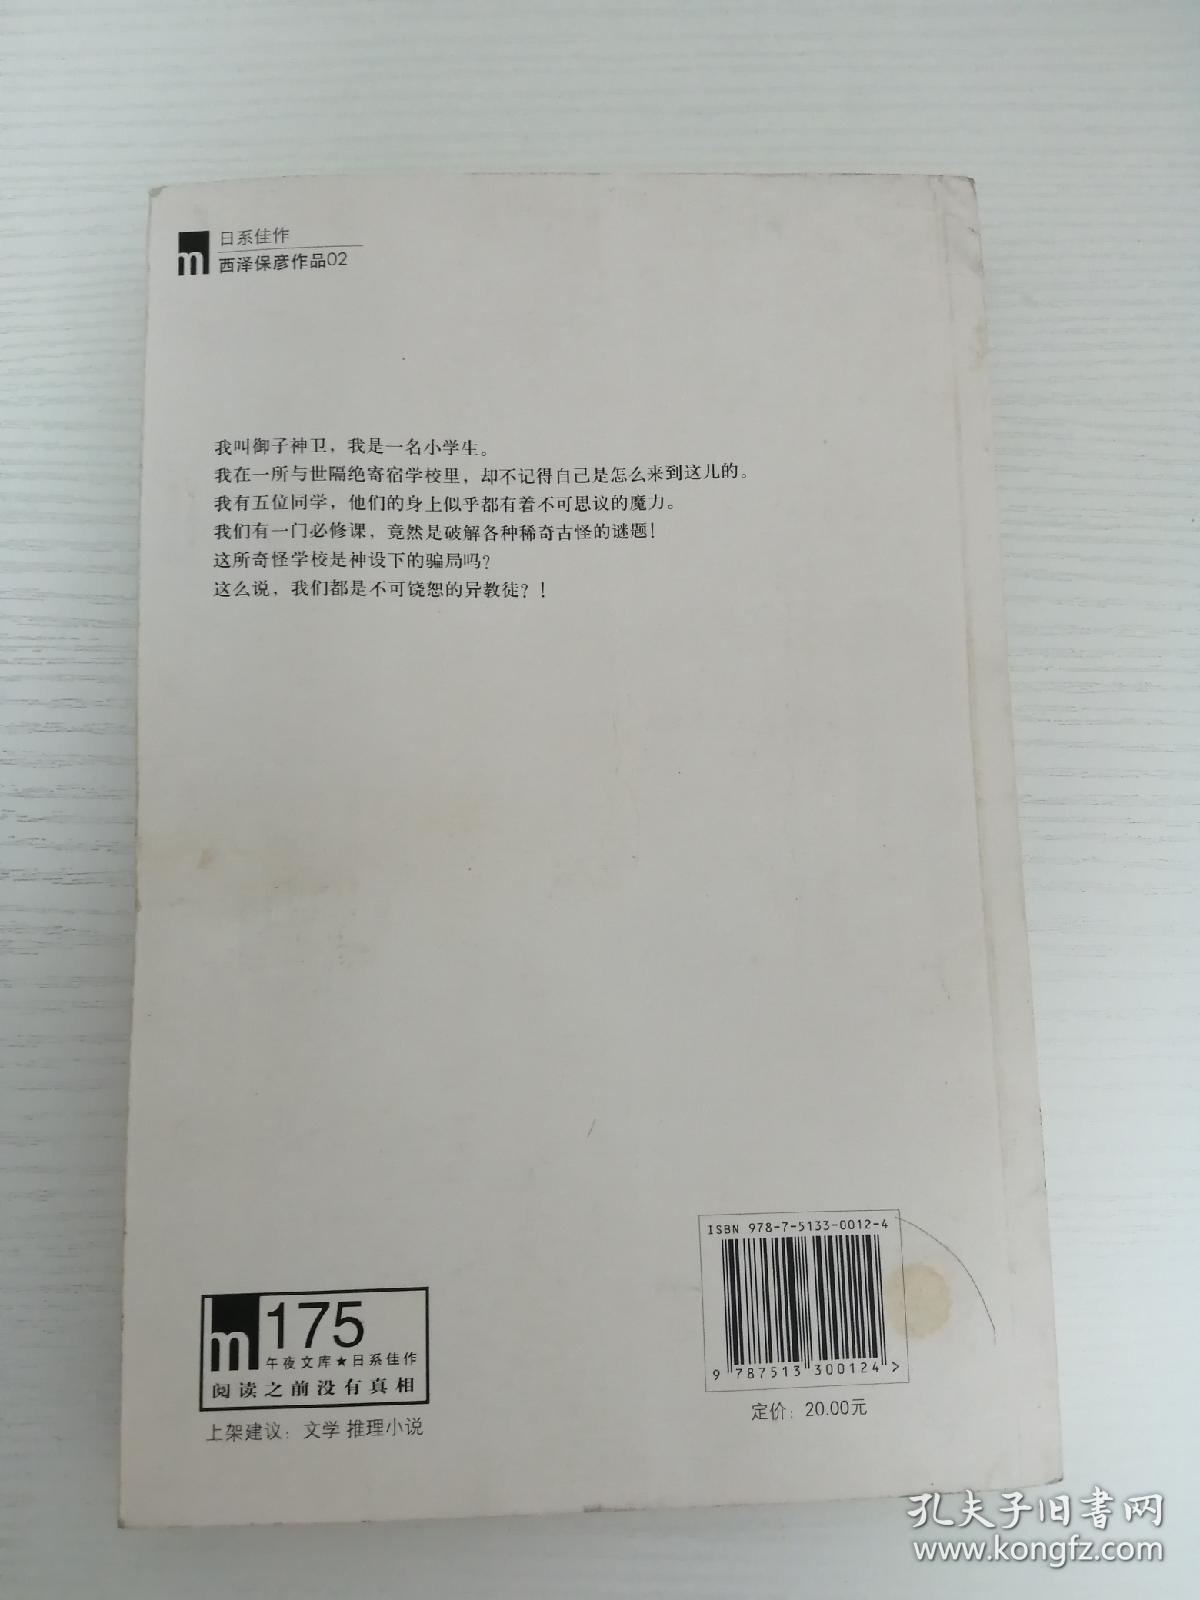 日系佳作
m
西泽保彦作品02
我叫御子神卫，我是一名小学生。
我在一所与世隔绝寄宿学校里，却不记得自己是怎么来到这儿的。
我有五位同学，他们的身上似乎都有着不可思议的魔力。
我们有一门必修课，竟然是破解各种稀奇古怪的谜题！
这所奇怪学校是神设下的骗局吗？
这么说，我们都是不可饶恕的异教徒？！
ISBN 978-7-5133-0012-4
9 787513 300124 >
定价：20.00元
m 175
午夜文库★日系佳作
阅读之前没有真相
上架建议：文学 推理小说
孔夫子旧書网
www.kongfz.com